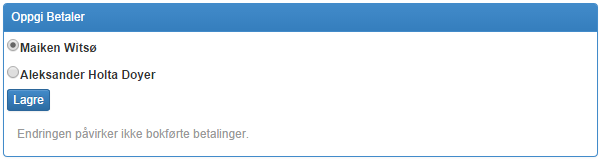 Oppgi Betaler
Maiken Witsø
Aleksander Holta Doyer
Lagre
Endringen påvirker ikke bokførte betalinger.